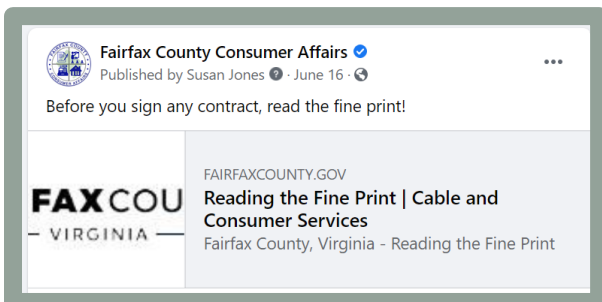 Fairfax County Consumer Affairs
Published by Susan Jones · June 16 ·
Before you sign any contract, read the fine print!
FAXCOU
VIRGINIA
FAIRFAXCOUNTY.GOV
Reading the Fine Print | Cable and
Consumer Services
Fairfax County, Virginia - Reading the Fine Print